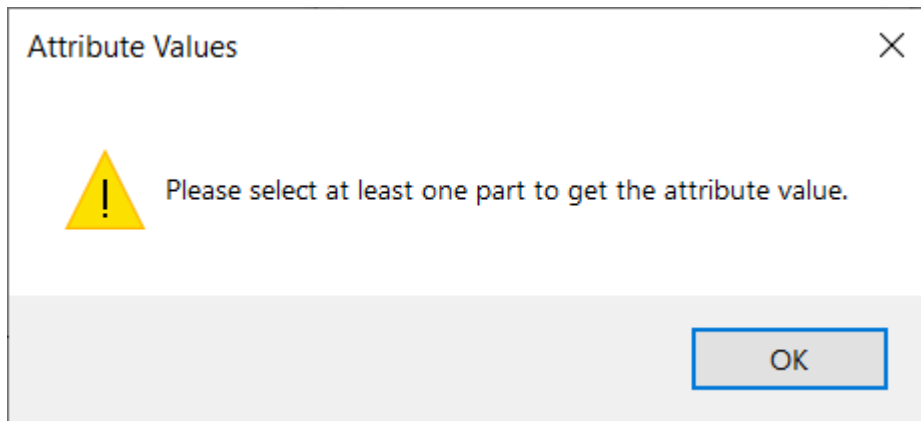 Attribute Values
Please select at least one part to get the attribute value.
OK